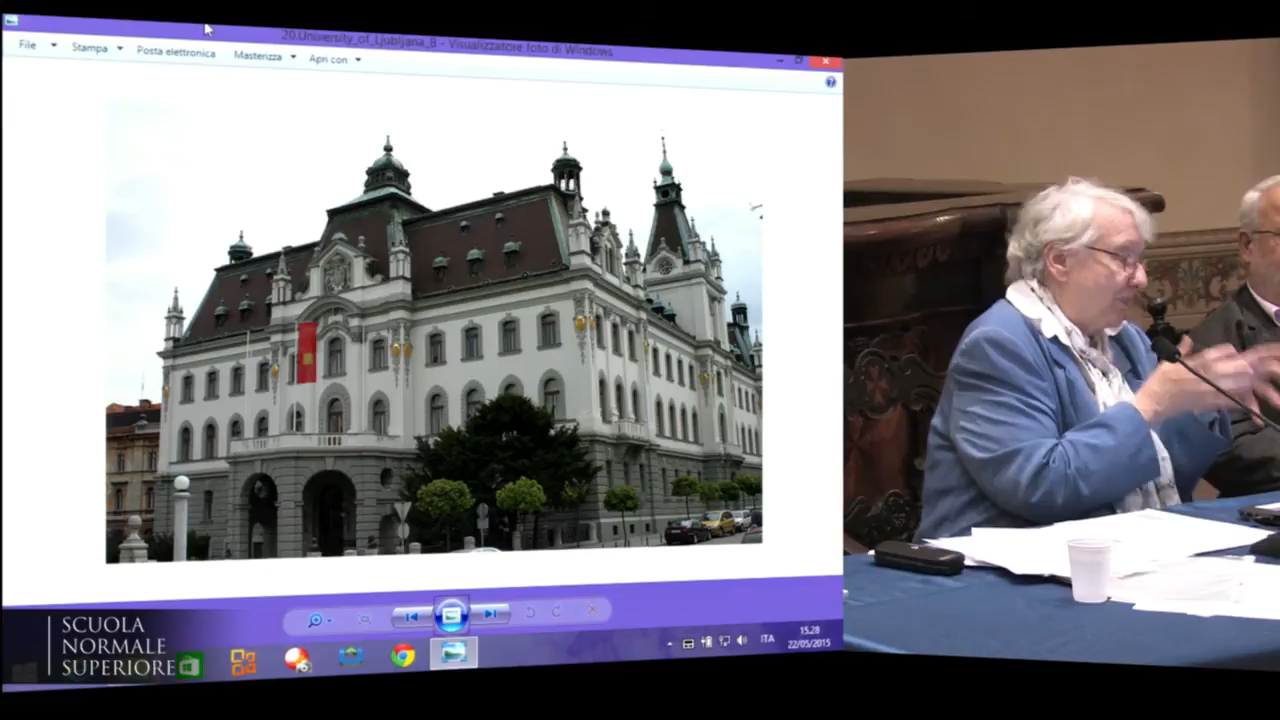 20.University_of_Ljubljana_B - Visualizzatore foto di Windows
File Stampa Posta elettronica Masterizza Apri con
SCUOLA
NORMALE
SUPERIORE
ITA
15.28
22/05/2015